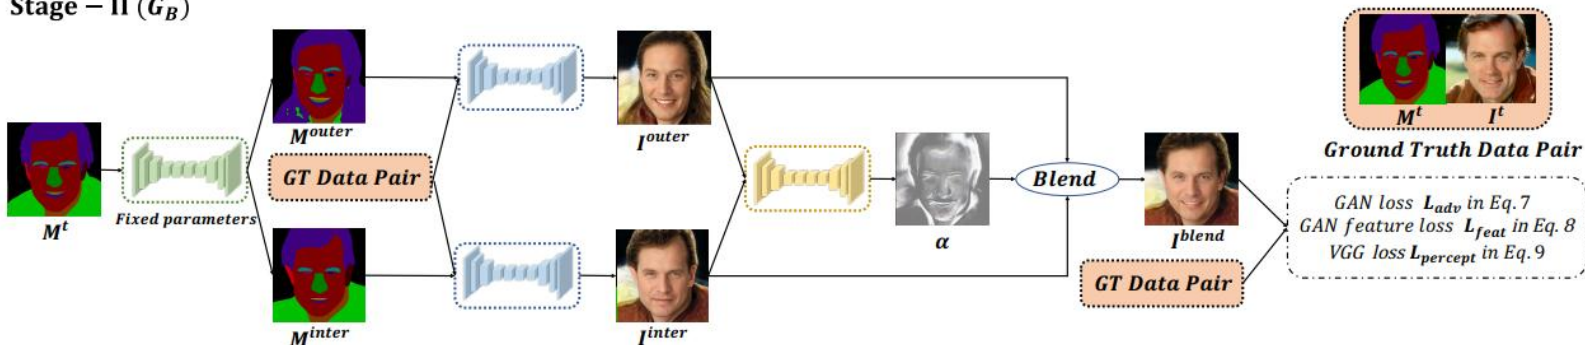 Stage − II (G_B)
M^t
Fixed parameters
M^outer
GT Data Pair
M^inter
I^outer
I^inter
α
Blend
I^blend
GT Data Pair
M^t
I^t
Ground Truth Data Pair
GAN loss L_adv in Eq. 7
GAN feature loss L_feat in Eq. 8
VGG loss L_percept in Eq. 9